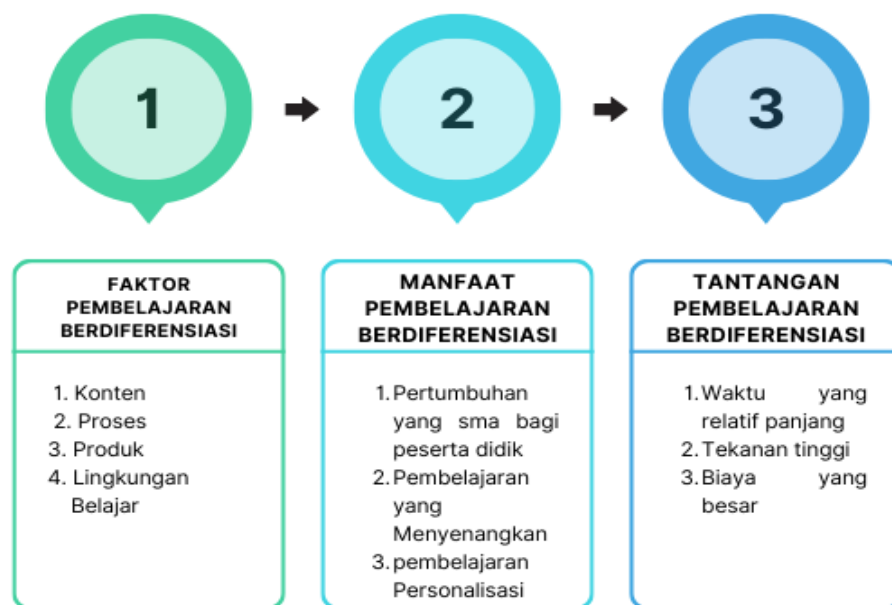 1
2
3
FAKTOR
PEMBELAJARAN
BERDIFERENSIASI
1. Konten
2. Proses
3. Produk
4. Lingkungan
Belajar
MANFAAT
PEMBELAJARAN
BERDIFERENSIASI
1. Pertumbuhan
yang sma bagi
peserta didik
2. Pembelajaran
yang
Menyenangkan
3. pembelajaran
Personalisasi
TANTANGAN
PEMBELAJARAN
BERDIFERENSIASI
1. Waktu yang
relatif panjang
2. Tekanan tinggi
3. Biaya yang
besar